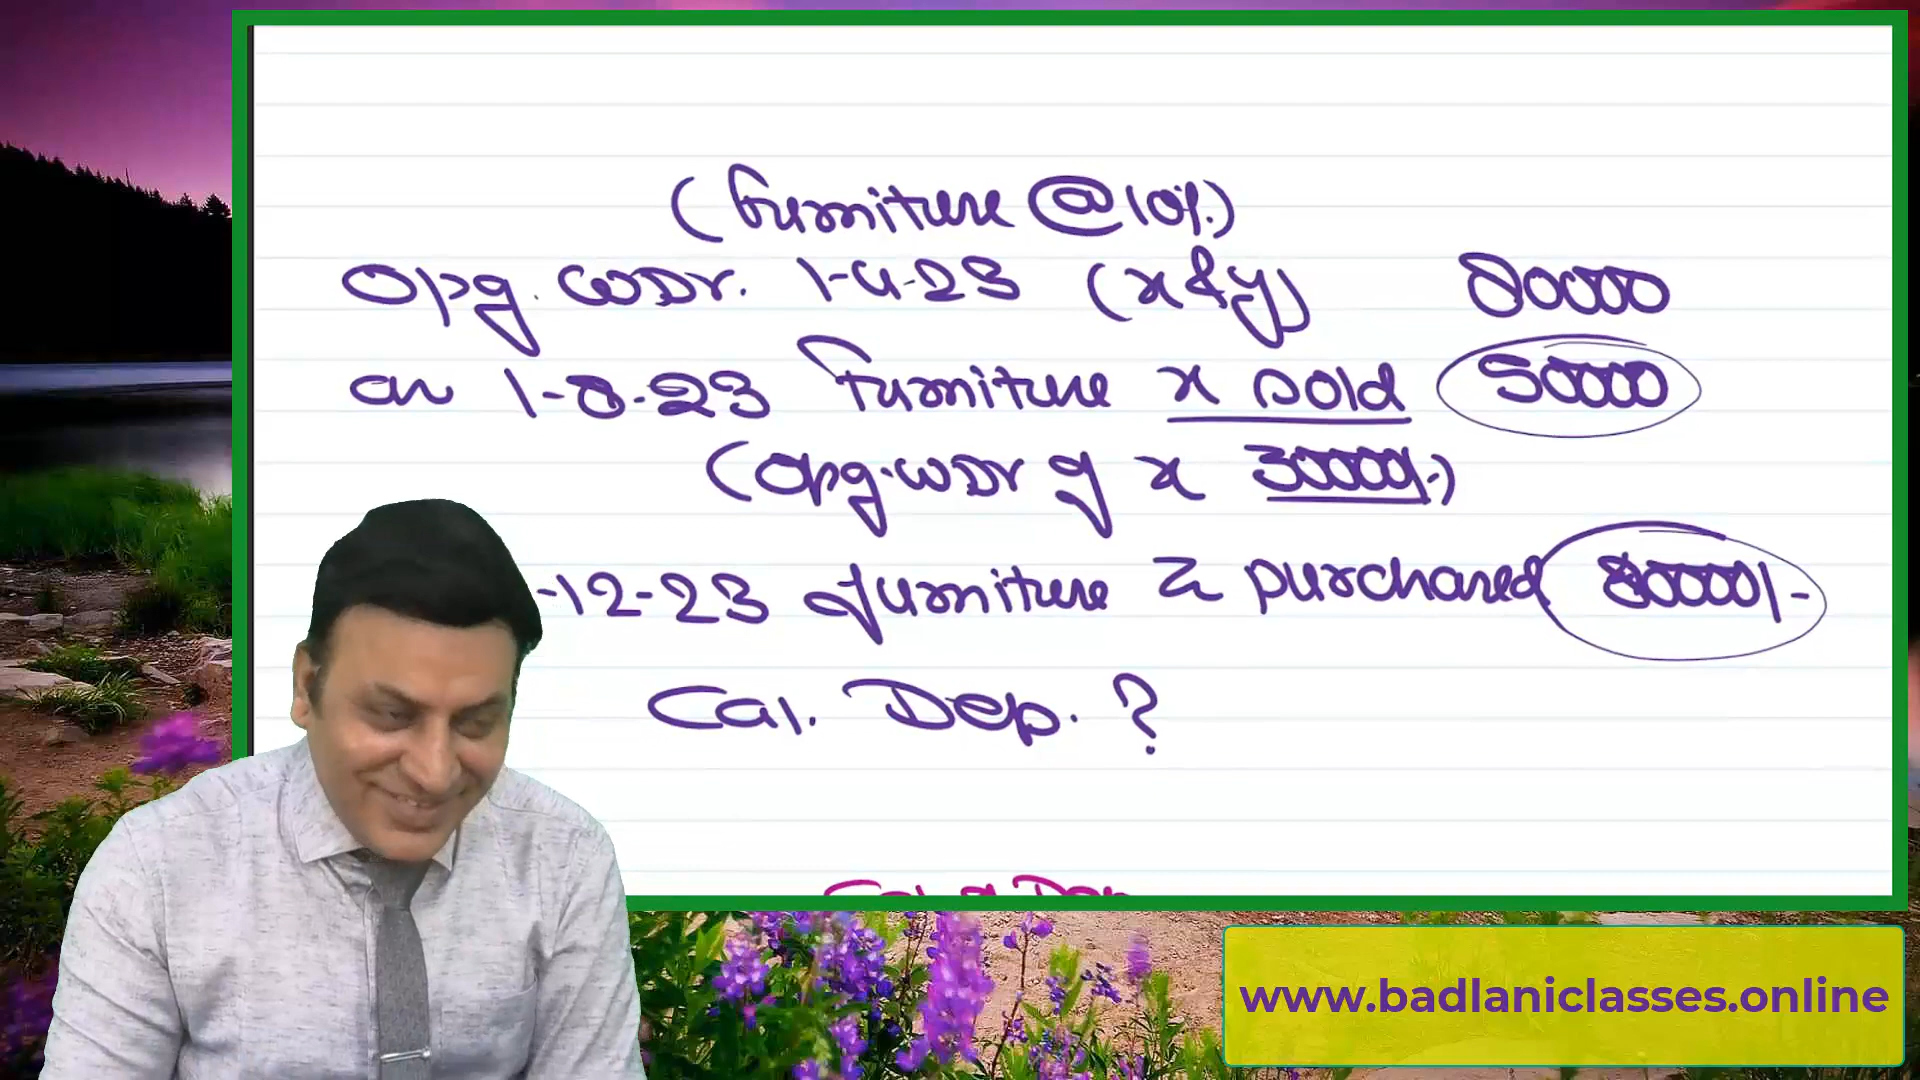 (Furniture @ 10%)
Opg. WDV. 1-4-23 (x & y) 80000
on 1-8-23 Furniture x sold 50000
(Opg. WDV of x 30000/-)
-12-23 furniture z purchased 80000/-
Cal. Dep. ?
www.badlaniclasses.online